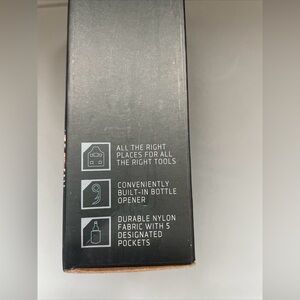 ALL THE RIGHT
PLACES FOR ALL
THE RIGHT TOOLS
CONVENIENTLY
BUILT-IN BOTTLE
OPENER
DURABLE NYLON
FABRIC WITH 5
DESIGNATED
POCKETS